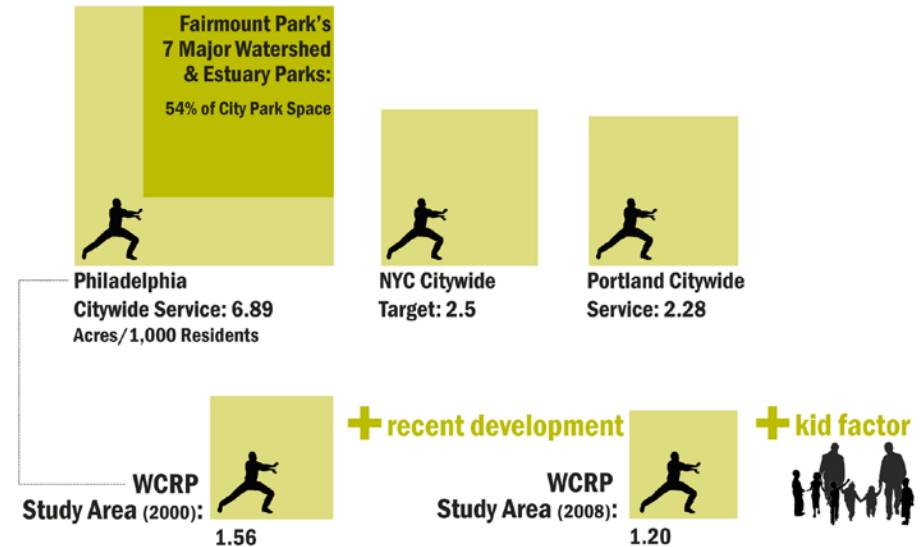 Fairmount Park's
7 Major Watershed
& Estuary Parks:
54% of City Park Space
Philadelphia
Citywide Service: 6.89
Acres/1,000 Residents
NYC Citywide
Target: 2.5
Portland Citywide
Service: 2.28
WCRP
Study Area (2000):
1.56
+ recent development
WCRP
Study Area (2008):
1.20
+ kid factor